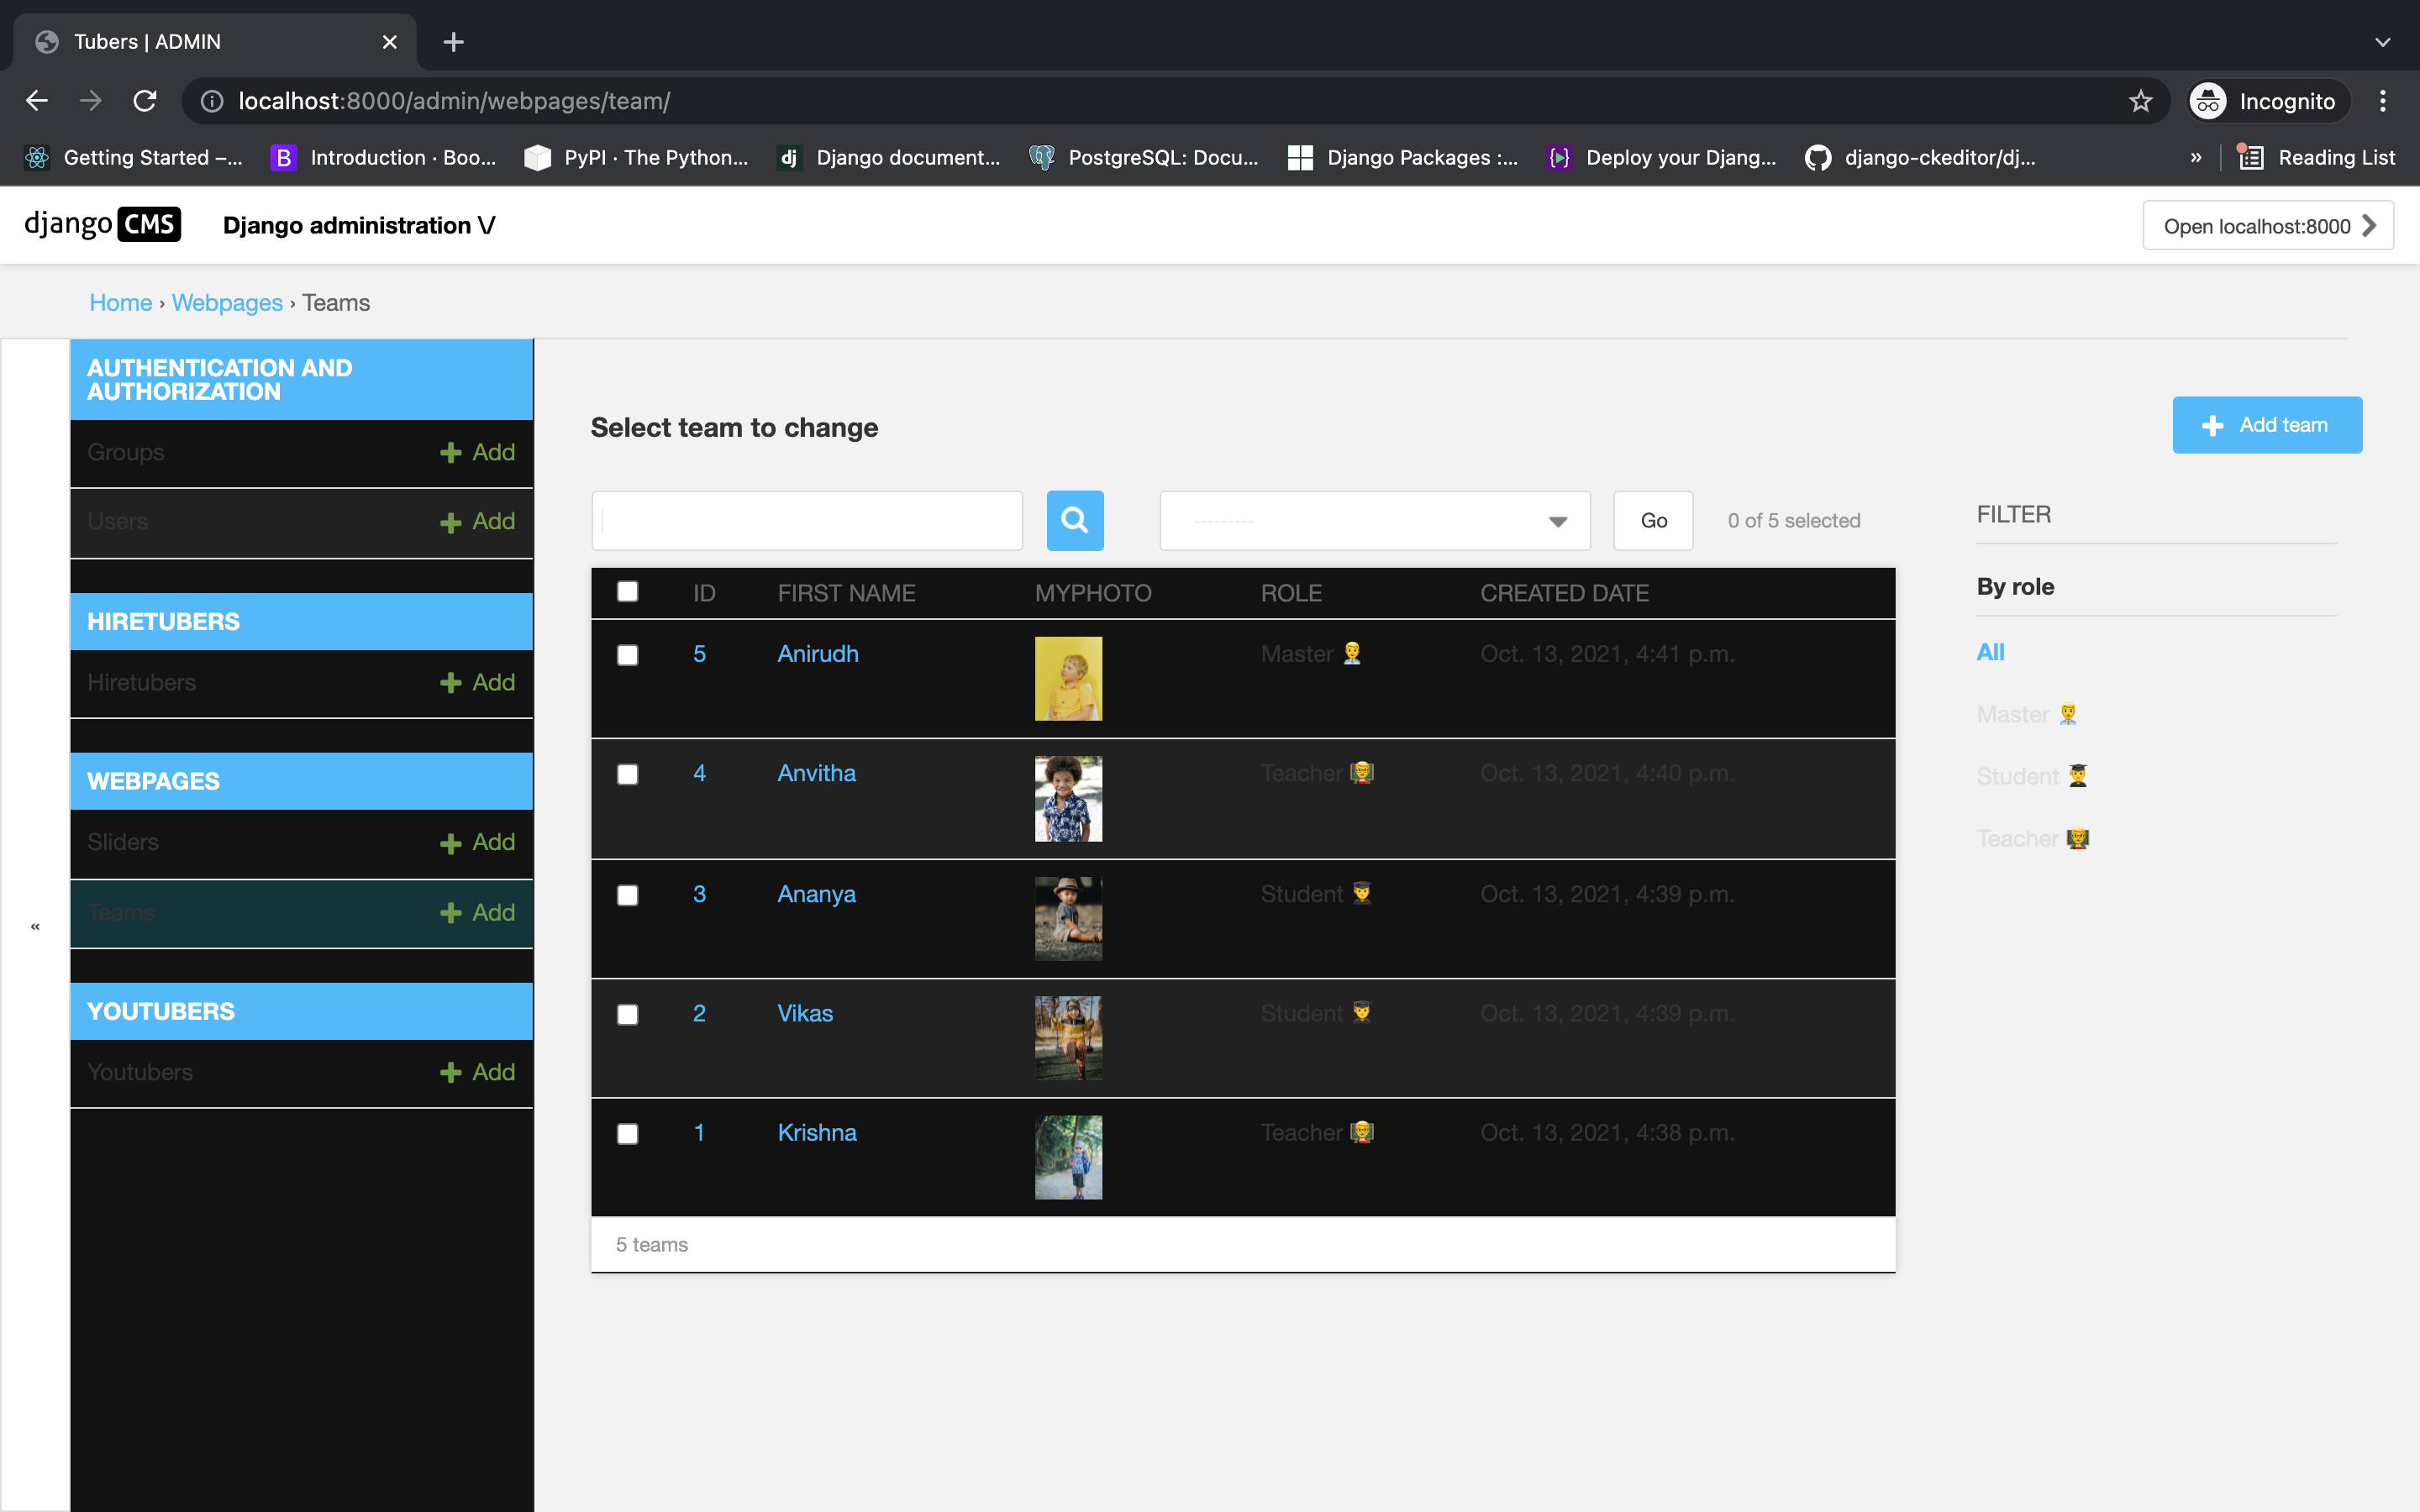 Tubers | ADMIN
localhost:8000/admin/webpages/team/
Incognito
Getting Started –...
B Introduction · Boo...
PyPI · The Python...
dj Django document...
PostgreSQL: Docu...
Django Packages :...
Deploy your Djang...
django-ckeditor/dj...
»
Reading List
django CMS
Django administration \/
Open localhost:8000
Home › Webpages › Teams
AUTHENTICATION AND
AUTHORIZATION
Groups + Add
Users + Add
HIRETUBERS
Hiretubers + Add
WEBPAGES
Sliders + Add
Teams + Add
YOUTUBERS
Youtubers + Add
«
Select team to change
+ Add team
---------
Go
0 of 5 selected
ID FIRST NAME MYPHOTO ROLE CREATED DATE
5 Anirudh Master 👨‍💼 Oct. 13, 2021, 4:41 p.m.
4 Anvitha Teacher 👨‍🏫 Oct. 13, 2021, 4:40 p.m.
3 Ananya Student 👨‍🎓 Oct. 13, 2021, 4:39 p.m.
2 Vikas Student 👨‍🎓 Oct. 13, 2021, 4:39 p.m.
1 Krishna Teacher 👨‍🏫 Oct. 13, 2021, 4:38 p.m.
5 teams
FILTER
By role
All
Master 👨‍💼
Student 👨‍🎓
Teacher 👨‍🏫